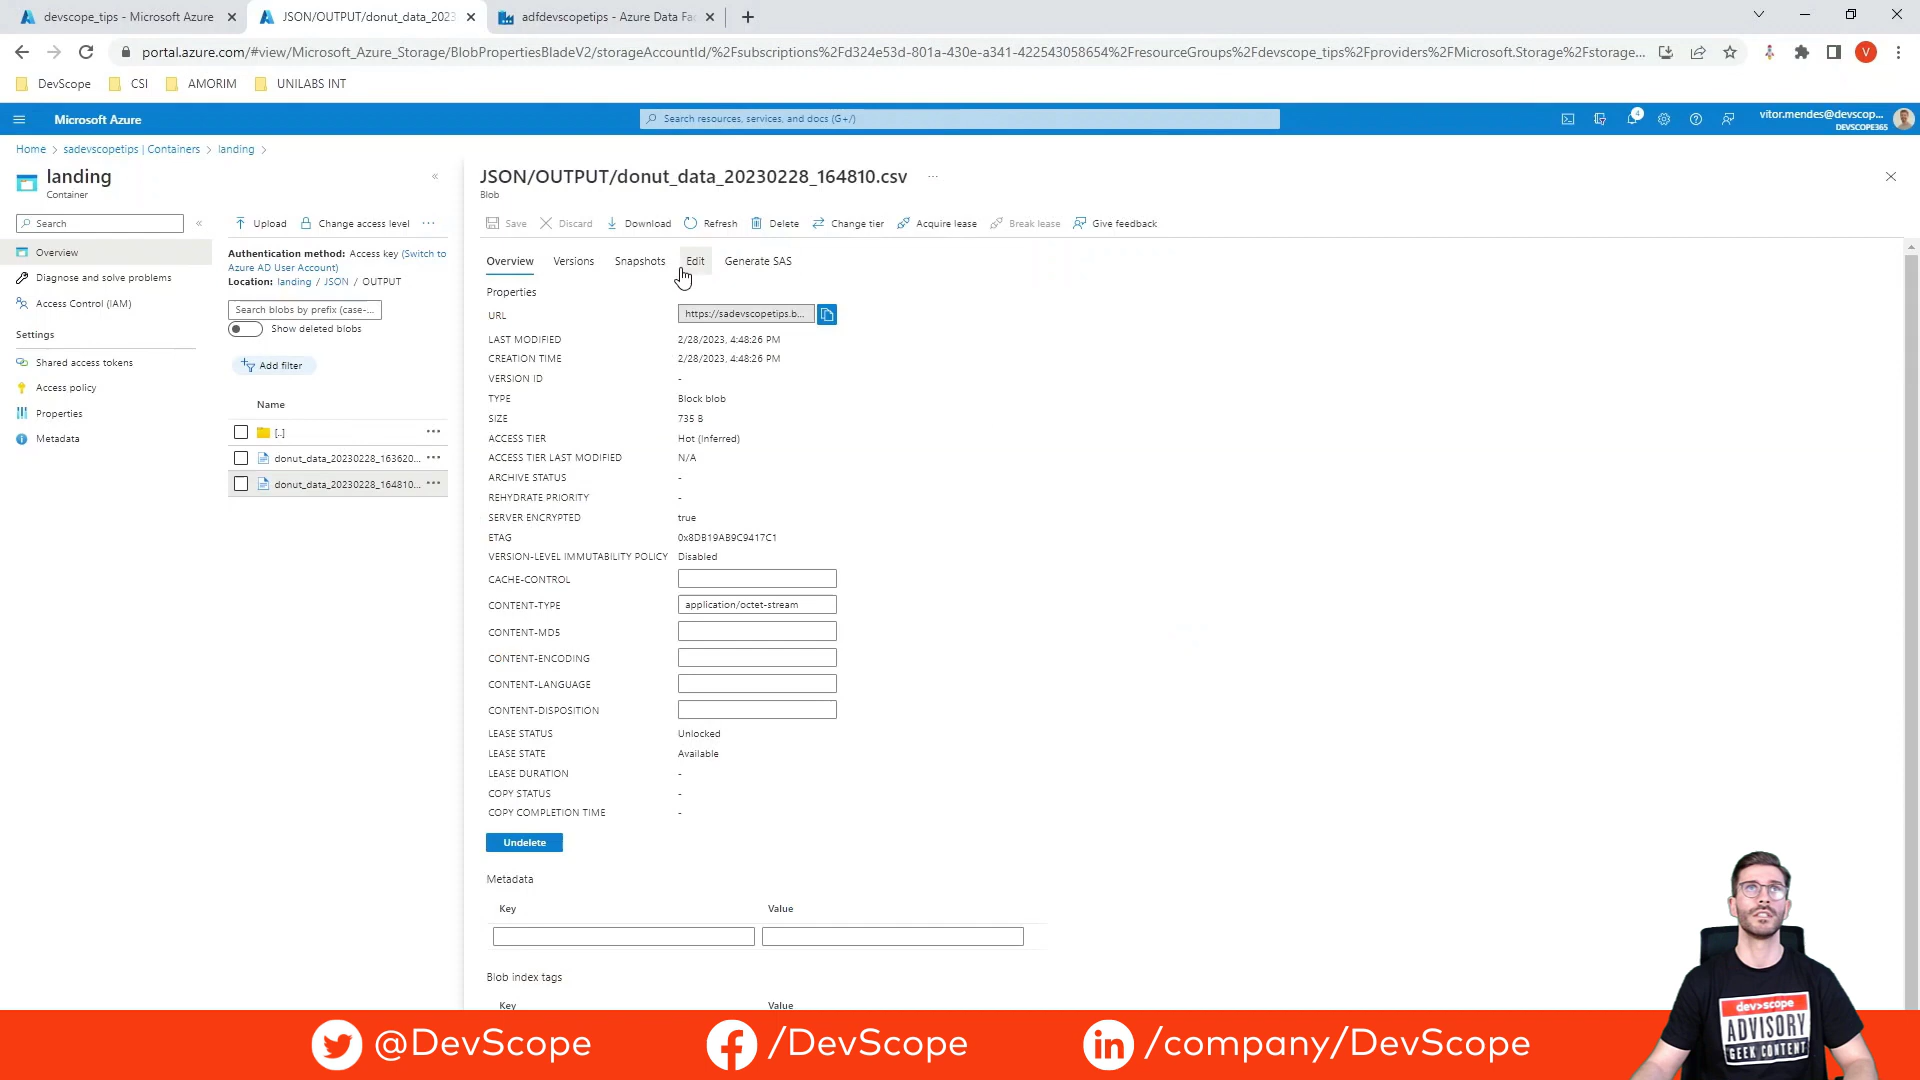 devscope_tips - Microsoft Azure
JSON/OUTPUT/donut_data_2023
adfdevscopetips - Azure Data Fac
portal.azure.com/#view/Microsoft_Azure_Storage/BlobPropertiesBladeV2/storageAccountId/%2Fsubscriptions%2Fd324e53d-801a-430e-a341-422543058654%2FresourceGroups%2Fdevscope_tips%2Fproviders%2FMicrosoft.Storage%2Fstorage...
V
DevScope
CSI
AMORIM
UNILABS INT
Microsoft Azure
Search resources, services, and docs (G+/)
4
vitor.mendes@devscop...
DEVSCOPE365
Home > sadevscopetips | Containers > landing >
landing
Container
Search
Overview
Diagnose and solve problems
Access Control (IAM)
Settings
Shared access tokens
Access policy
Properties
Metadata
Upload
Change access level
Authentication method: Access key (Switch to
Azure AD User Account)
Location: landing / JSON / OUTPUT
Search blobs by prefix (case-...
Show deleted blobs
Add filter
Name
[..]
donut_data_20230228_163620...
donut_data_20230228_164810...
JSON/OUTPUT/donut_data_20230228_164810.csv ...
Blob
Save
Discard
Download
Refresh
Delete
Change tier
Acquire lease
Break lease
Give feedback
Overview
Versions
Snapshots
Edit
Generate SAS
Properties
URL https://sadevscopetips.b...
LAST MODIFIED 2/28/2023, 4:48:26 PM
CREATION TIME 2/28/2023, 4:48:26 PM
VERSION ID -
TYPE Block blob
SIZE 735 B
ACCESS TIER Hot (Inferred)
ACCESS TIER LAST MODIFIED N/A
ARCHIVE STATUS -
REHYDRATE PRIORITY -
SERVER ENCRYPTED true
ETAG 0x8DB19AB9C9417C1
VERSION-LEVEL IMMUTABILITY POLICY Disabled
CACHE-CONTROL
CONTENT-TYPE application/octet-stream
CONTENT-MD5
CONTENT-ENCODING
CONTENT-LANGUAGE
CONTENT-DISPOSITION
LEASE STATUS Unlocked
LEASE STATE Available
LEASE DURATION -
COPY STATUS -
COPY COMPLETION TIME -
Undelete
Metadata
Key Value
Blob index tags
Key Value
dev>scope
ADVISORY
GEEK CONTENT
@DevScope
/DevScope
in /company/DevScope